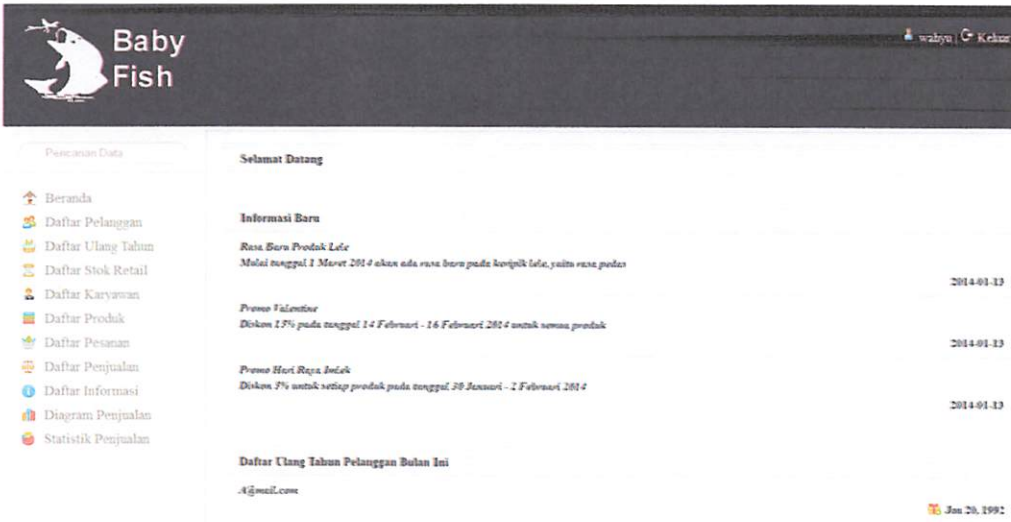 Baby
Fish
wahyu | Keluar
Pencarian Data
Selamat Datang
Beranda
Daftar Pelanggan
Daftar Ulang Tahun
Daftar Stok Retail
Daftar Karyawan
Daftar Produk
Daftar Pesanan
Daftar Penjualan
Daftar Informasi
Diagram Penjualan
Statistik Penjualan
Informasi Baru
Rasa Baru Produk Lele
Mulai tanggal 1 Maret 2014 akan ada rasa baru pada keripik lele, yaitu rasa pedas
2014-01-13
Promo Valentine
Diskon 15% pada tanggal 14 Februari - 16 Februari 2014 untuk semua produk
2014-01-13
Promo Hari Raya Imlek
Diskon 5% untuk setiap produk pada tanggal 30 Januari - 2 Februari 2014
2014-01-13
Daftar Ulang Tahun Pelanggan Bulan Ini
A@mail.com
Jan 20, 1992